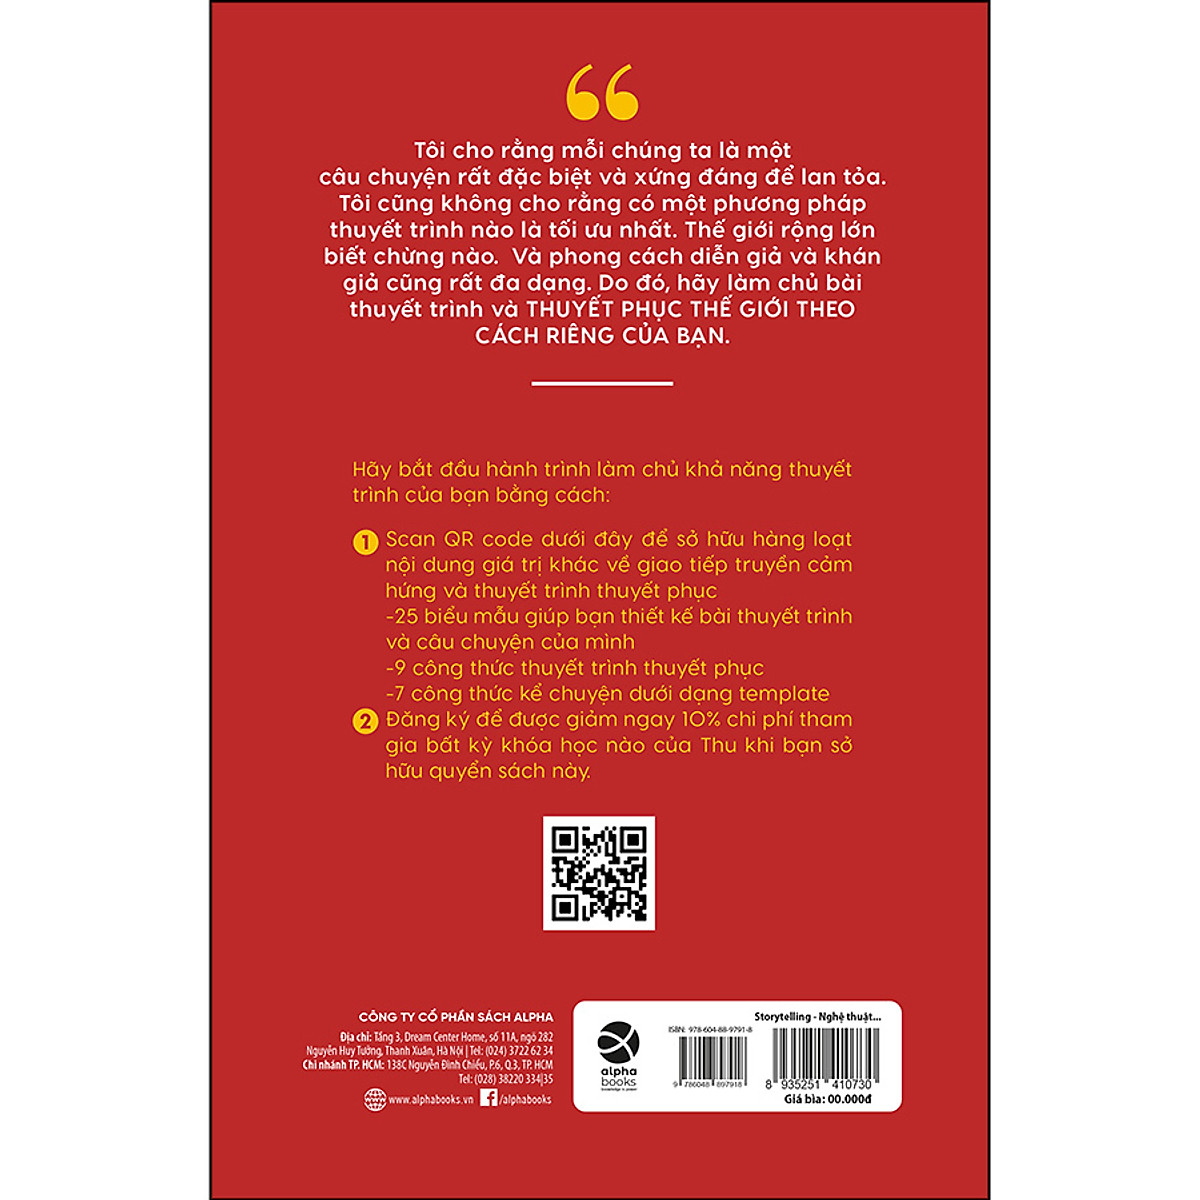 Tôi cho rằng mỗi chúng ta là một
câu chuyện rất đặc biệt và xứng đáng để lan tỏa.
Tôi cũng không cho rằng có một phương pháp
thuyết trình nào là tối ưu nhất. Thế giới rộng lớn
biết chừng nào.  Và phong cách diễn giả và khán
giả cũng rất đa dạng. Do đó, hãy làm chủ bài
thuyết trình và THUYẾT PHỤC THẾ GIỚI THEO
CÁCH RIÊNG CỦA BẠN.
Hãy bắt đầu hành trình làm chủ khả năng thuyết
trình của bạn bằng cách:
1 Scan QR code dưới đây để sở hữu hàng loạt
nội dung giá trị khác về giao tiếp truyền cảm
hứng và thuyết trình thuyết phục
-25 biểu mẫu giúp bạn thiết kế bài thuyết trình
và câu chuyện của mình
-9 công thức thuyết trình thuyết phục
-7 công thức kể chuyện dưới dạng template
2 Đăng ký để được giảm ngay 10% chi phí tham
gia bất kỳ khóa học nào của Thu khi bạn sở
hữu quyển sách này.
CÔNG TY CỔ PHẦN SÁCH ALPHA
Địa chỉ: Tầng 3, Dream Center Home, số 11A, ngõ 282
Nguyễn Huy Tưởng, Thanh Xuân, Hà Nội | Tel: (024) 3722 62 34
Chi nhánh TP. HCM: 138C Nguyễn Đình Chiểu, P.6, Q.3, TP. HCM
Tel: (028) 38220 334|35
www.alphabooks.vn f /alphabooks
alpha
books
knowledge is power
Storytelling - Nghệ thuật...
ISBN: 978-604-88-9791-8
9 786048 897918
8 935251 410730
Giá bìa: 00.000đ